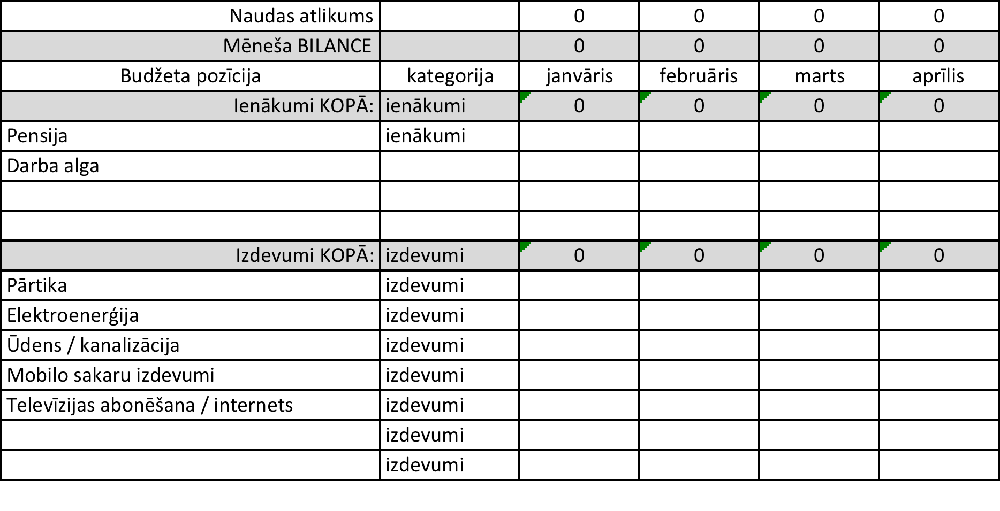 Naudas atlikums 0 0 0 0
Mēneša BILANCE 0 0 0 0
Budžeta pozīcija kategorija janvāris februāris marts aprīlis
Ienākumi KOPĀ: ienākumi 0 0 0 0
Pensija ienākumi
Darba alga
Izdevumi KOPĀ: izdevumi 0 0 0 0
Pārtika izdevumi
Elektroenerģija izdevumi
Ūdens / kanalizācija izdevumi
Mobilo sakaru izdevumi izdevumi
Televīzijas abonēšana / internets izdevumi
izdevumi
izdevumi